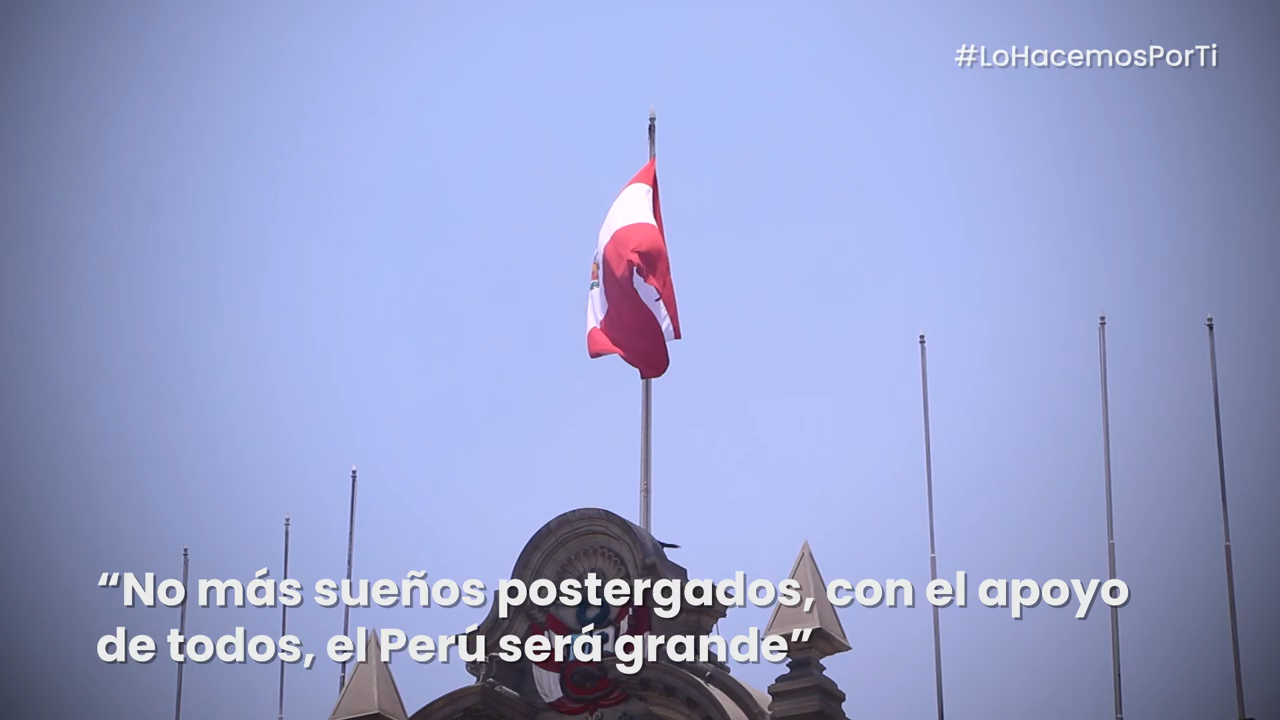 #LoHacemosPorTi
“No más sueños postergados, con el apoyo
de todos, el Perú será grande”